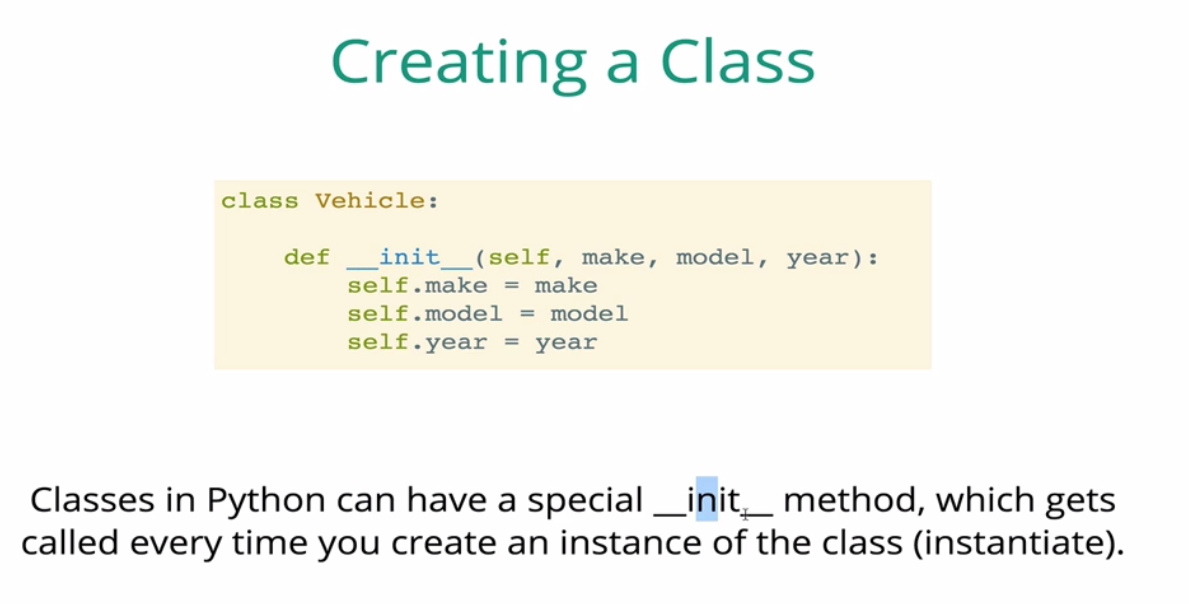 Creating a Class
class Vehicle:
    def __init__(self, make, model, year):
        self.make = make
        self.model = model
        self.year = year
Classes in Python can have a special __init__ method, which gets
called every time you create an instance of the class (instantiate).